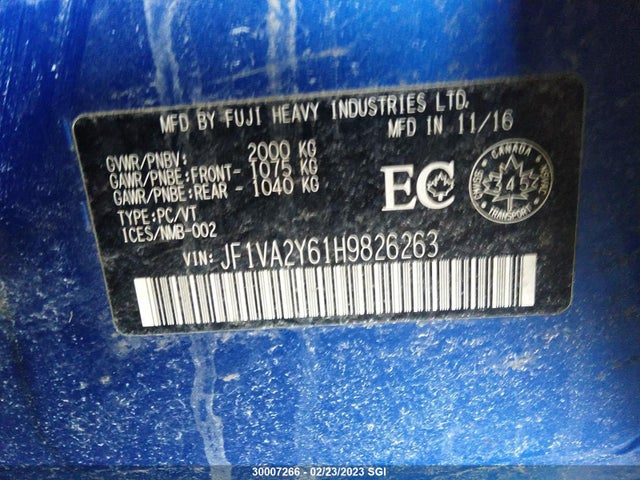 MFD BY FUJI HEAVY INDUSTRIES LTD.
MFD IN 11/16
GVWR/PNBV: 2000 KG
GAWR/PNBE:FRONT- 1075 KG
GAWR/PNBE:REAR - 1040 KG
TYPE:PC/VT
ICES/NMB-002
EC
CANADA
4
TRANSPORT
VIN: JF1VA2Y61H9826263
30007266 - 02/23/2023 SGI